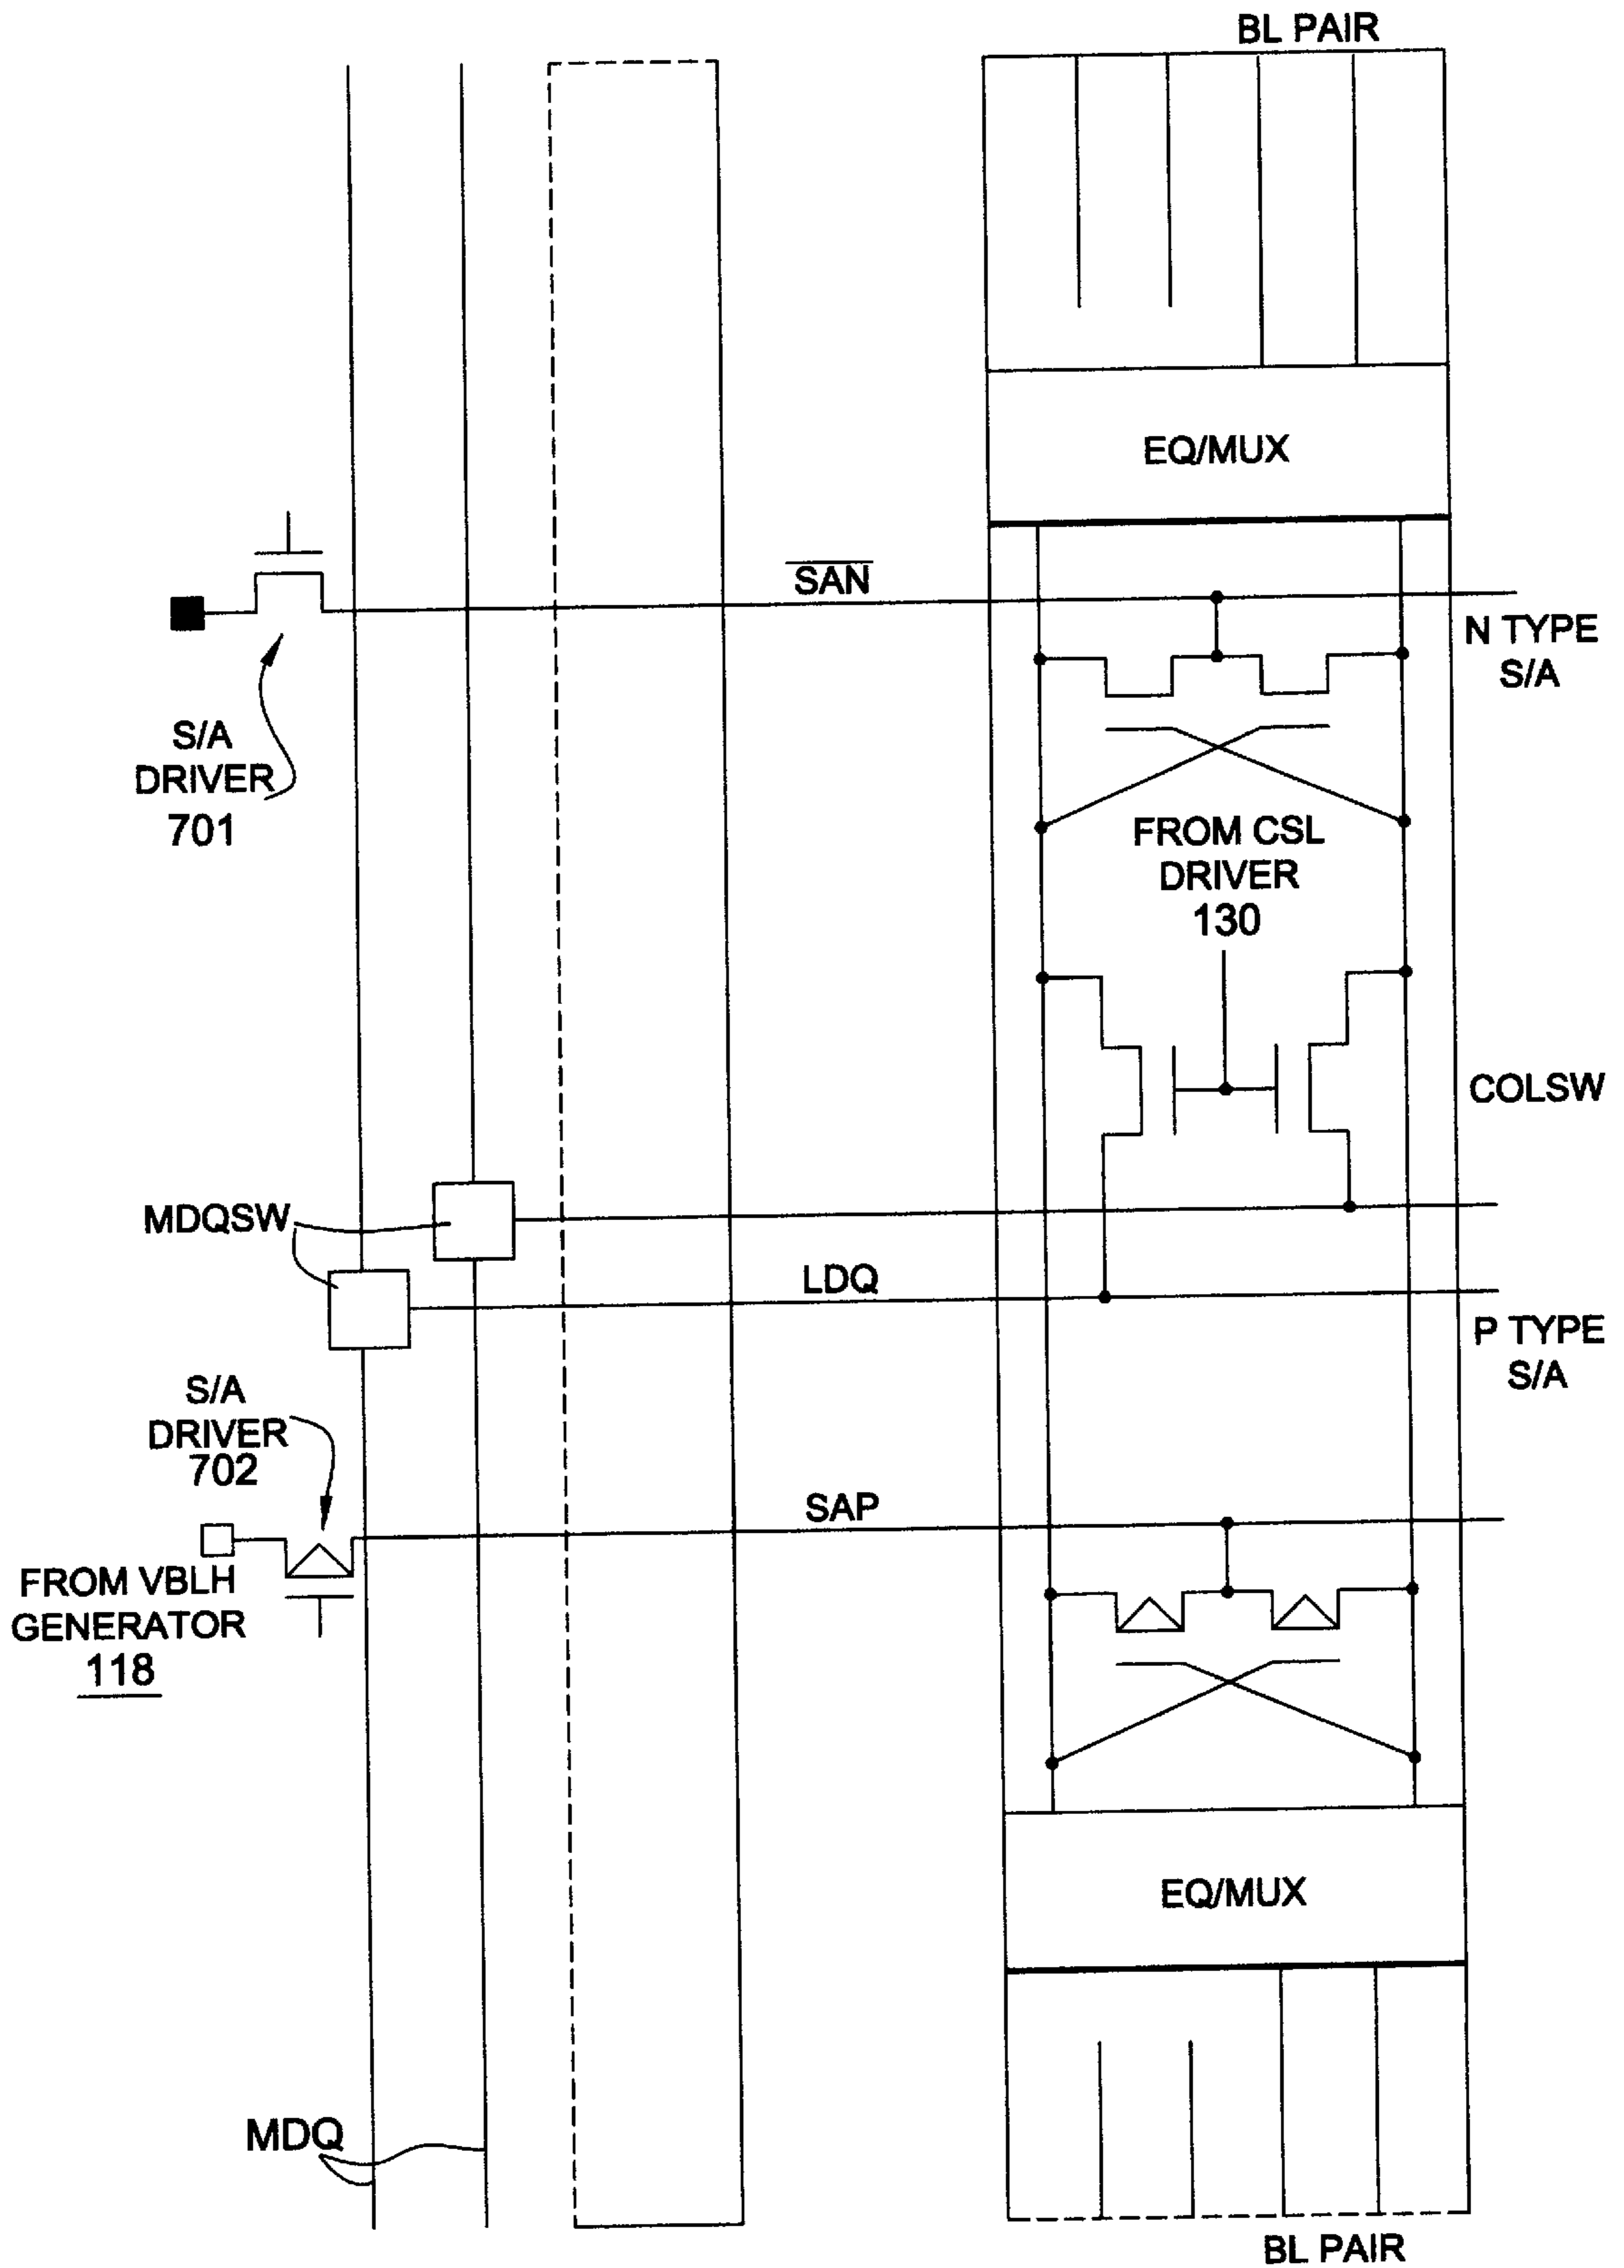 BL PAIR
EQ/MUX
SAN
N TYPE
S/A
S/A
DRIVER
701
FROM CSL
DRIVER
130
COLSW
MDQSW
LDQ
P TYPE
S/A
S/A
DRIVER
702
SAP
FROM VBLH
GENERATOR
118
EQ/MUX
MDQ
BL PAIR